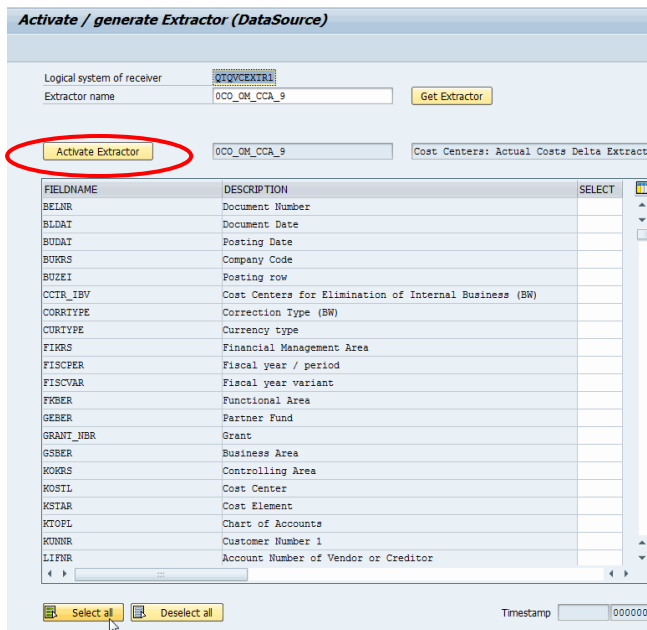 Activate / generate Extractor (DataSource)
Logical system of receiver QTQVCEXTR1
Extractor name 0CO_OM_CCA_9 Get Extractor
Activate Extractor 0CO_OM_CCA_9 Cost Centers: Actual Costs Delta Extract
FIELDNAME DESCRIPTION SELECT
BELNR Document Number
BLDAT Document Date
BUDAT Posting Date
BUKRS Company Code
BUZEI Posting row
CCTR_IBV Cost Centers for Elimination of Internal Business (BW)
CORRTYPE Correction Type (BW)
CURTYPE Currency type
FIKRS Financial Management Area
FISCPER Fiscal year / period
FISCVAR Fiscal year variant
FKBER Functional Area
GEBER Partner Fund
GRANT_NBR Grant
GSBER Business Area
KOKRS Controlling Area
KOSTL Cost Center
KSTAR Cost Element
KTOPL Chart of Accounts
KUNNR Customer Number 1
LIFNR Account Number of Vendor or Creditor
Select all Deselect all Timestamp 000000